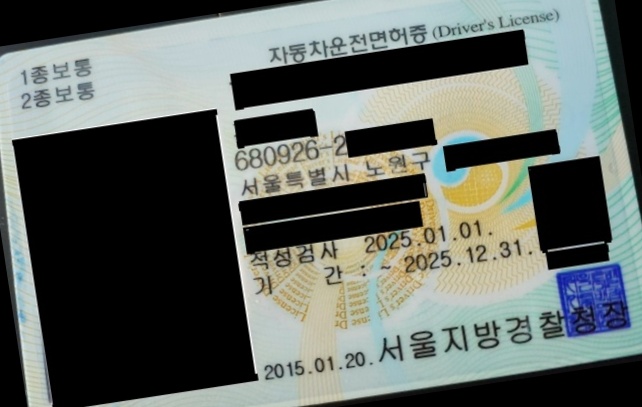 1종보통
2종보통
자동차운전면허증 (Driver's License)
680926-2
서울특별시 노원구
적성검사 2025.01.01.
기 간 : ~ 2025.12.31.
2015.01.20. 서울지방경찰청장